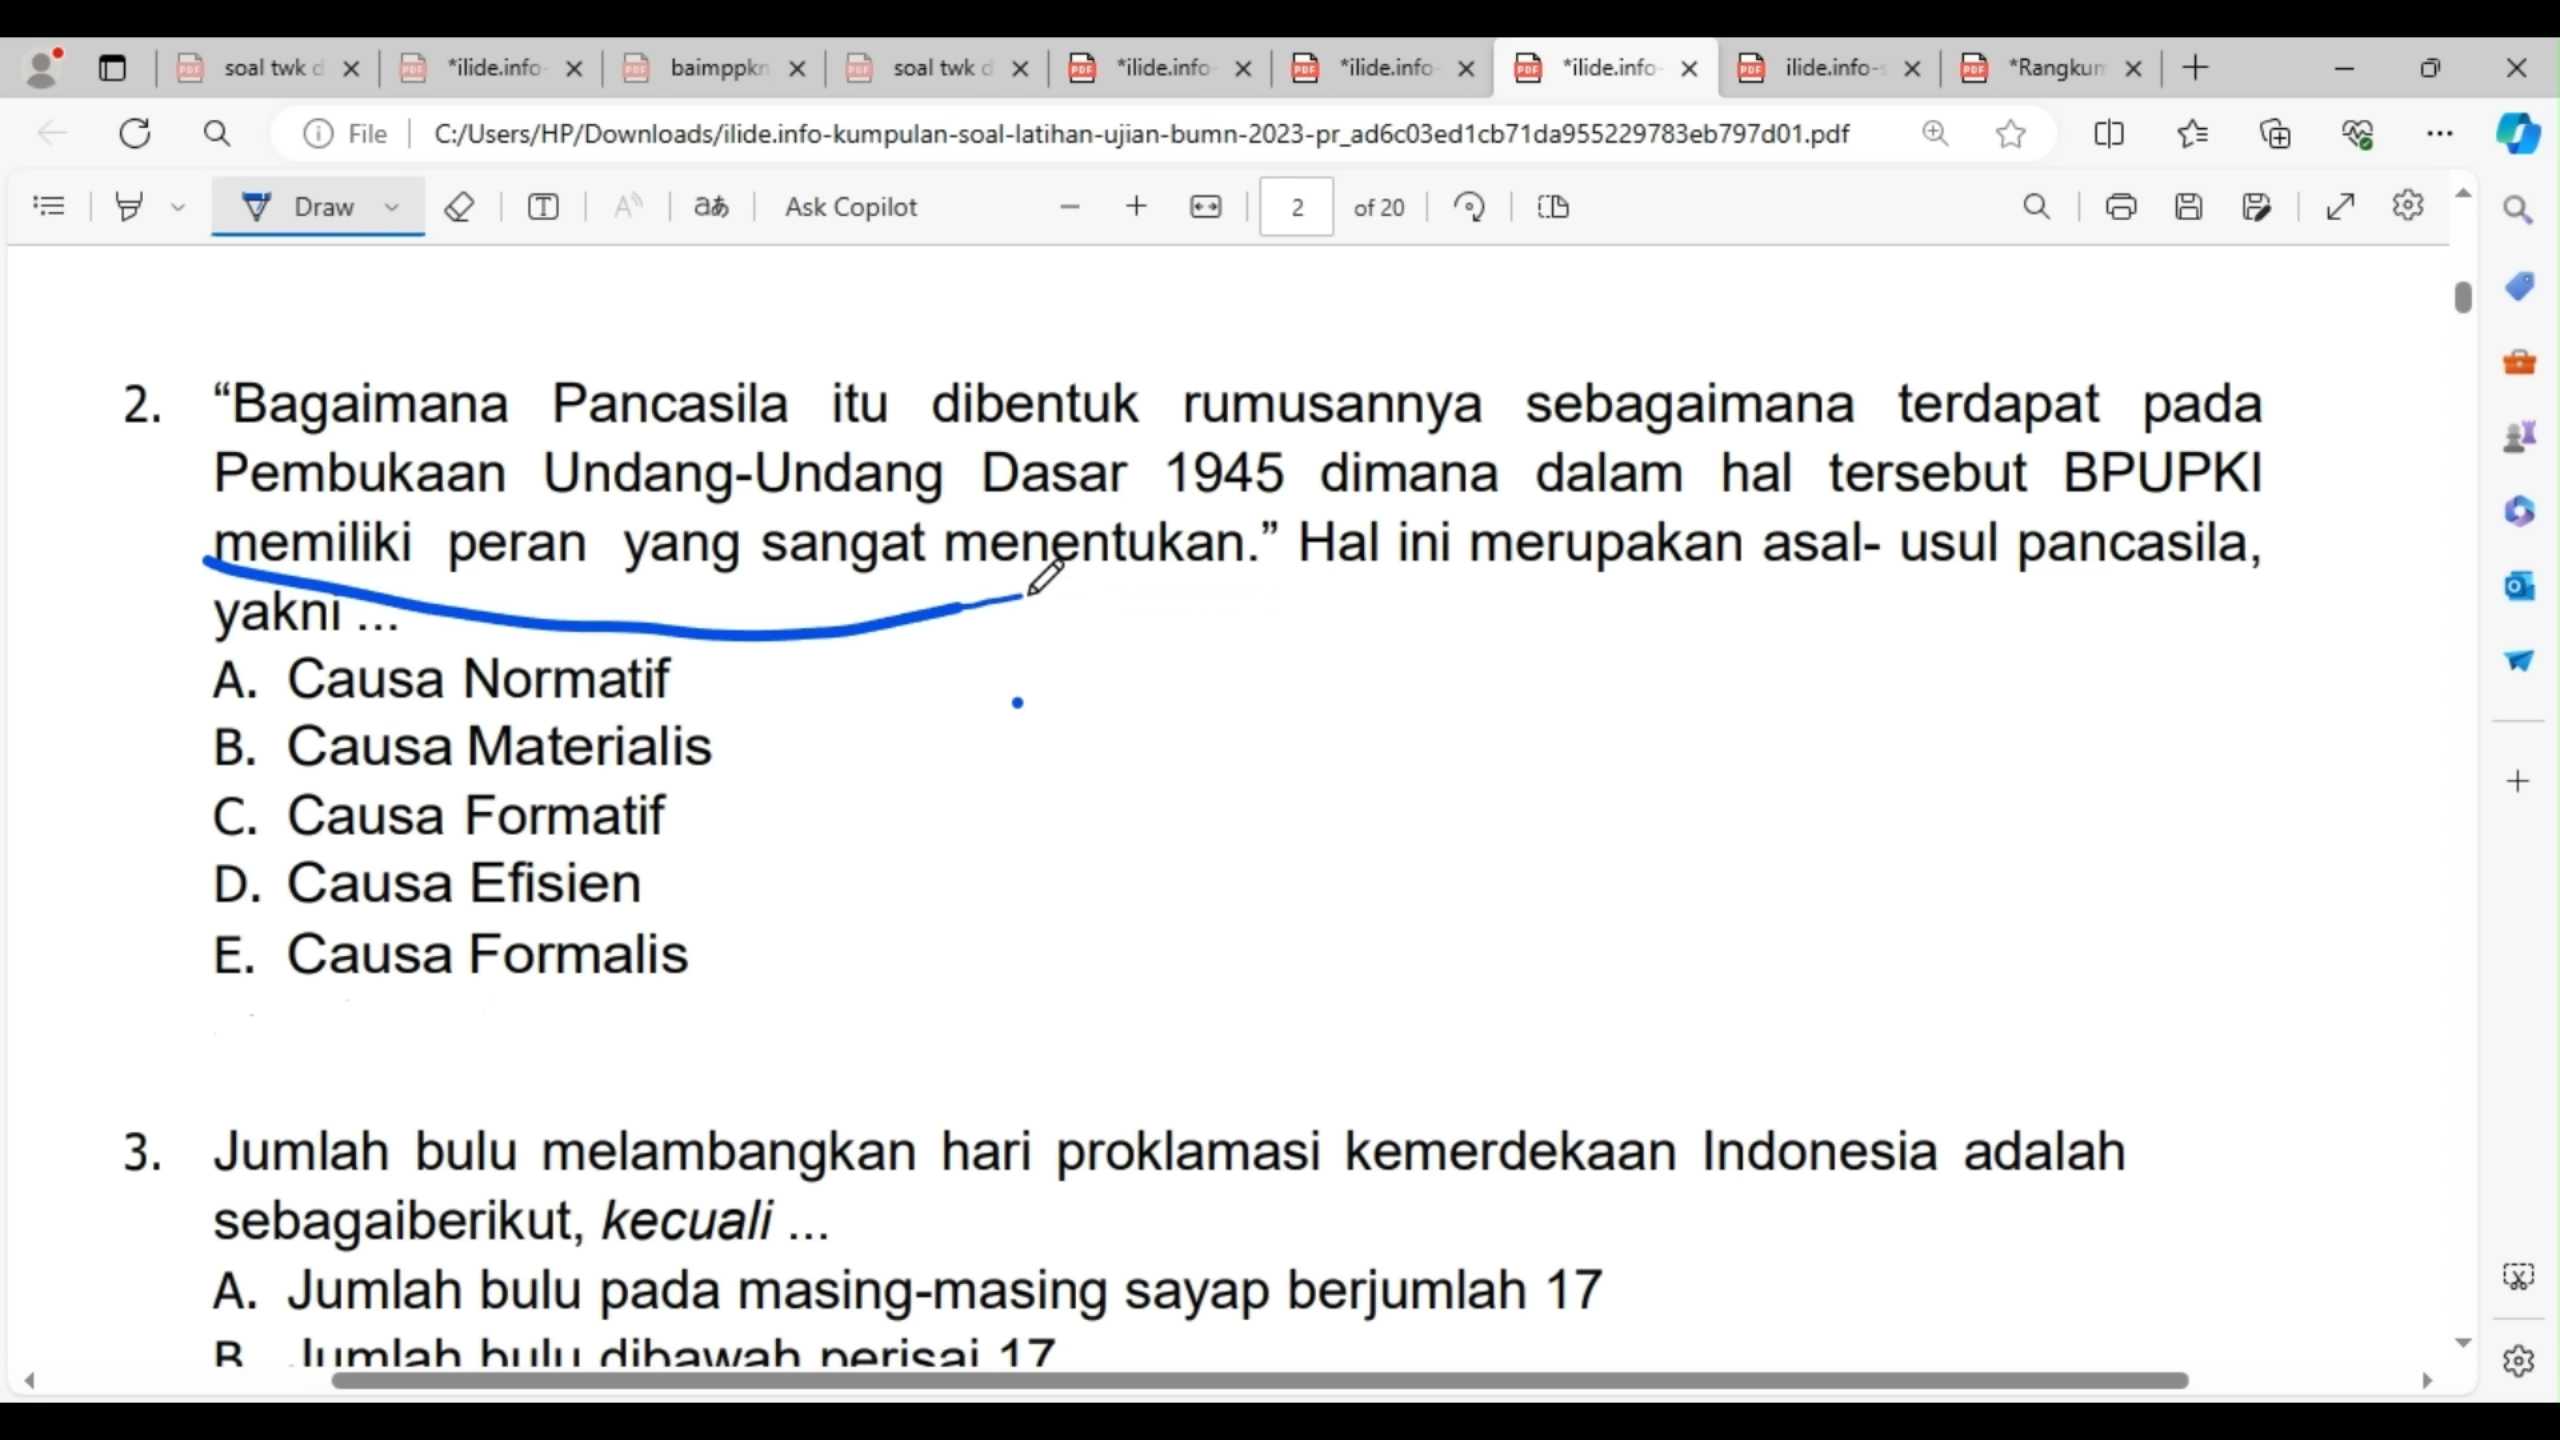 soal twk d
*ilide.info-
baimppkn
soal twk d
*ilide.info-
*ilide.info-
*ilide.info-
ilide.info-s
*Rangkum
File
C:/Users/HP/Downloads/ilide.info-kumpulan-soal-latihan-ujian-bumn-2023-pr_ad6c03ed1cb71da955229783eb797d01.pdf
Draw
aあ
Ask Copilot
2
of 20
2. “Bagaimana Pancasila itu dibentuk rumusannya sebagaimana terdapat pada
Pembukaan Undang-Undang Dasar 1945 dimana dalam hal tersebut BPUPKI
memiliki peran yang sangat menentukan.” Hal ini merupakan asal- usul pancasila,
yakni ...
A. Causa Normatif
B. Causa Materialis
C. Causa Formatif
D. Causa Efisien
E. Causa Formalis
3. Jumlah bulu melambangkan hari proklamasi kemerdekaan Indonesia adalah
sebagaiberikut, kecuali ...
A. Jumlah bulu pada masing-masing sayap berjumlah 17
B. Jumlah bulu dibawah perisai 17